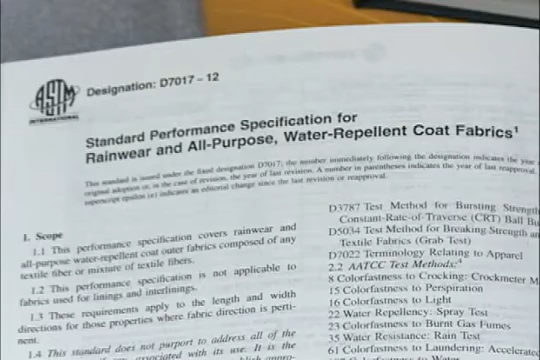 ASTM
INTERNATIONAL
Designation: D7017 – 12
Standard Performance Specification for
Rainwear and All-Purpose, Water-Repellent Coat Fabrics¹
This standard is issued under the fixed designation D7017; the number immediately following the designation indicates the year
original adoption or, in the case of revision, the year of last revision. A number in parentheses indicates the year of last reapproval.
superscript epsilon (ε) indicates an editorial change since the last revision or reapproval.
1. Scope
1.1 This performance specification covers rainwear and
all-purpose water-repellent coat outer fabrics composed of any
textile fiber or mixture of textile fibers.
1.2 This performance specification is not applicable to
fabrics used for linings and interlinings.
1.3 These requirements apply to the length and width
directions for those properties where fabric direction is perti-
nent.
1.4 This standard does not purport to address all of the
associated with its use. It is the
D3787 Test Method for Bursting Strength
Constant-Rate-of-Traverse (CRT) Ball Bu
D5034 Test Method for Breaking Strength an
Textile Fabrics (Grab Test)
D7022 Terminology Relating to Apparel
2.2 AATCC Test Methods:⁴
8 Colorfastness to Crocking: Crockmeter M
15 Colorfastness to Perspiration
16 Colorfastness to Light
22 Water Repellency: Spray Test
23 Colorfastness to Burnt Gas Fumes
35 Water Resistance: Rain Test
61 Colorfastness to Laundering: Accelerated